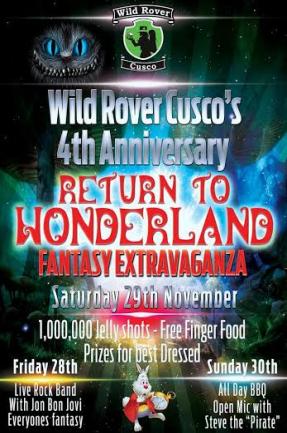 Wild Rover
Cusco
Wild Rover Cusco's
4th Anniversary
RETURN TO
WONDERLAND
FANTASY EXTRAVAGANZA
Saturday 29th November
1,000,000 Jelly shots - Free Finger Food
Prizes for best Dressed
Friday 28th
Live Rock Band
With Jon Bon Jovi
Everyones fantasy
Sunday 30th
All Day BBQ
Open Mic with
Steve the "Pirate"